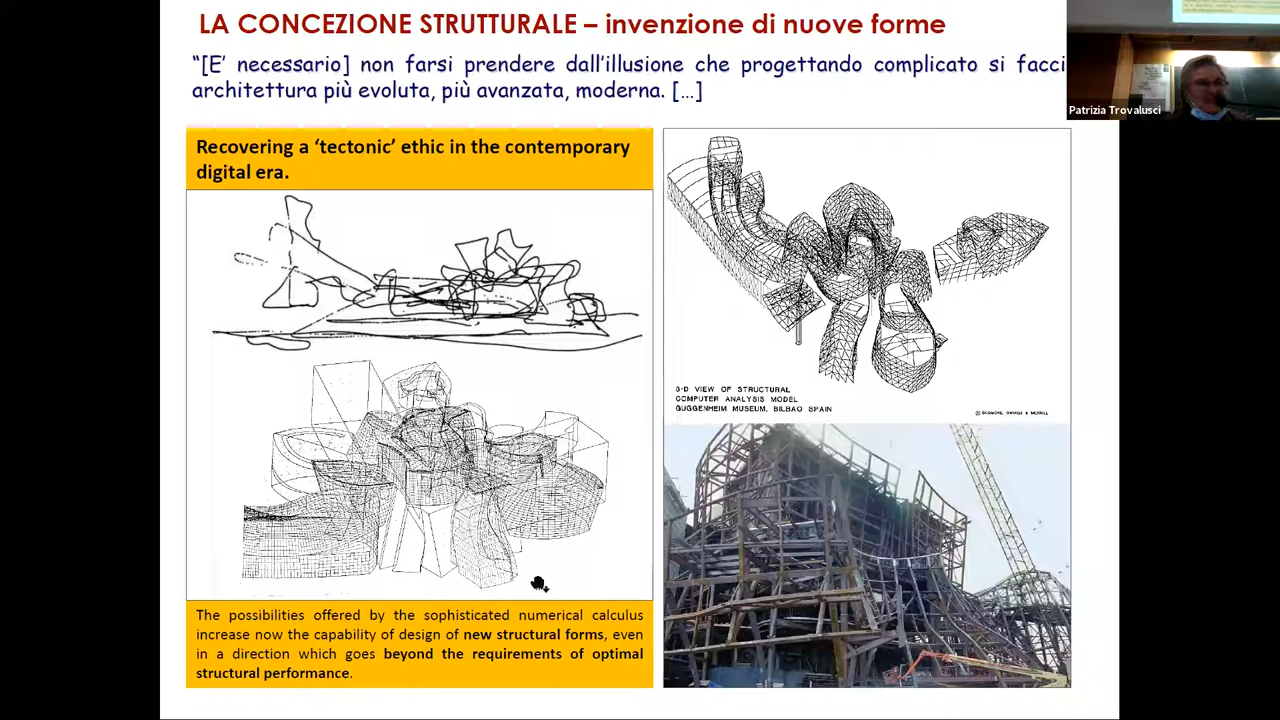 LA CONCEZIONE STRUTTURALE – invenzione di nuove forme
“[E’ necessario] non farsi prendere dall’illusione che progettando complicato si facci
architettura più evoluta, più avanzata, moderna. […]
Patrizia Trovalusci
Recovering a ‘tectonic’ ethic in the contemporary
digital era.
3-D VIEW OF STRUCTURAL
COMPUTER ANALYSIS MODEL
GUGGENHEIM MUSEUM, BILBAO SPAIN
© SKIDMORE, OWINGS & MERRILL
The possibilities offered by the sophisticated numerical calculus
increase now the capability of design of new structural forms, even
in a direction which goes beyond the requirements of optimal
structural performance.